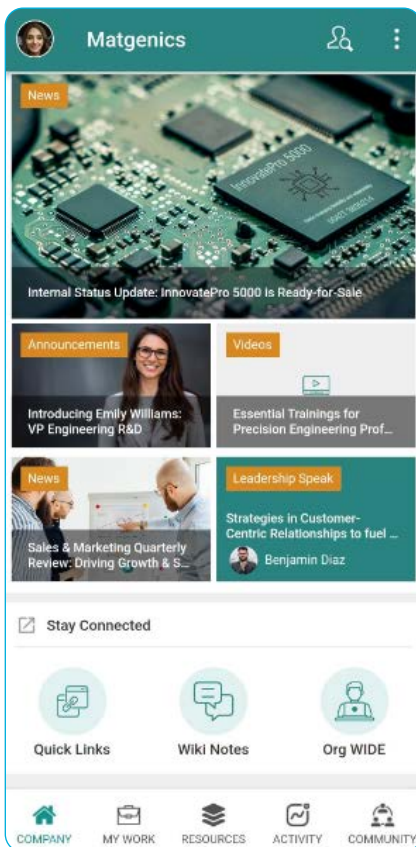 Matgenics
News
InnovatePro 5000
Internal Status Update: InnovatePro 5000 is Ready-for-Sale
Announcements
Introducing Emily Williams:
VP Engineering R&D
Videos
Essential Trainings for
Precision Engineering Prof...
News
Sales & Marketing Quarterly
Review: Driving Growth & S...
Leadership Speak
Strategies in Customer-
Centric Relationships to fuel ...
Benjamin Diaz
Stay Connected
Quick Links
Wiki Notes
Org WIDE
COMPANY
MY WORK
RESOURCES
ACTIVITY
COMMUNITY